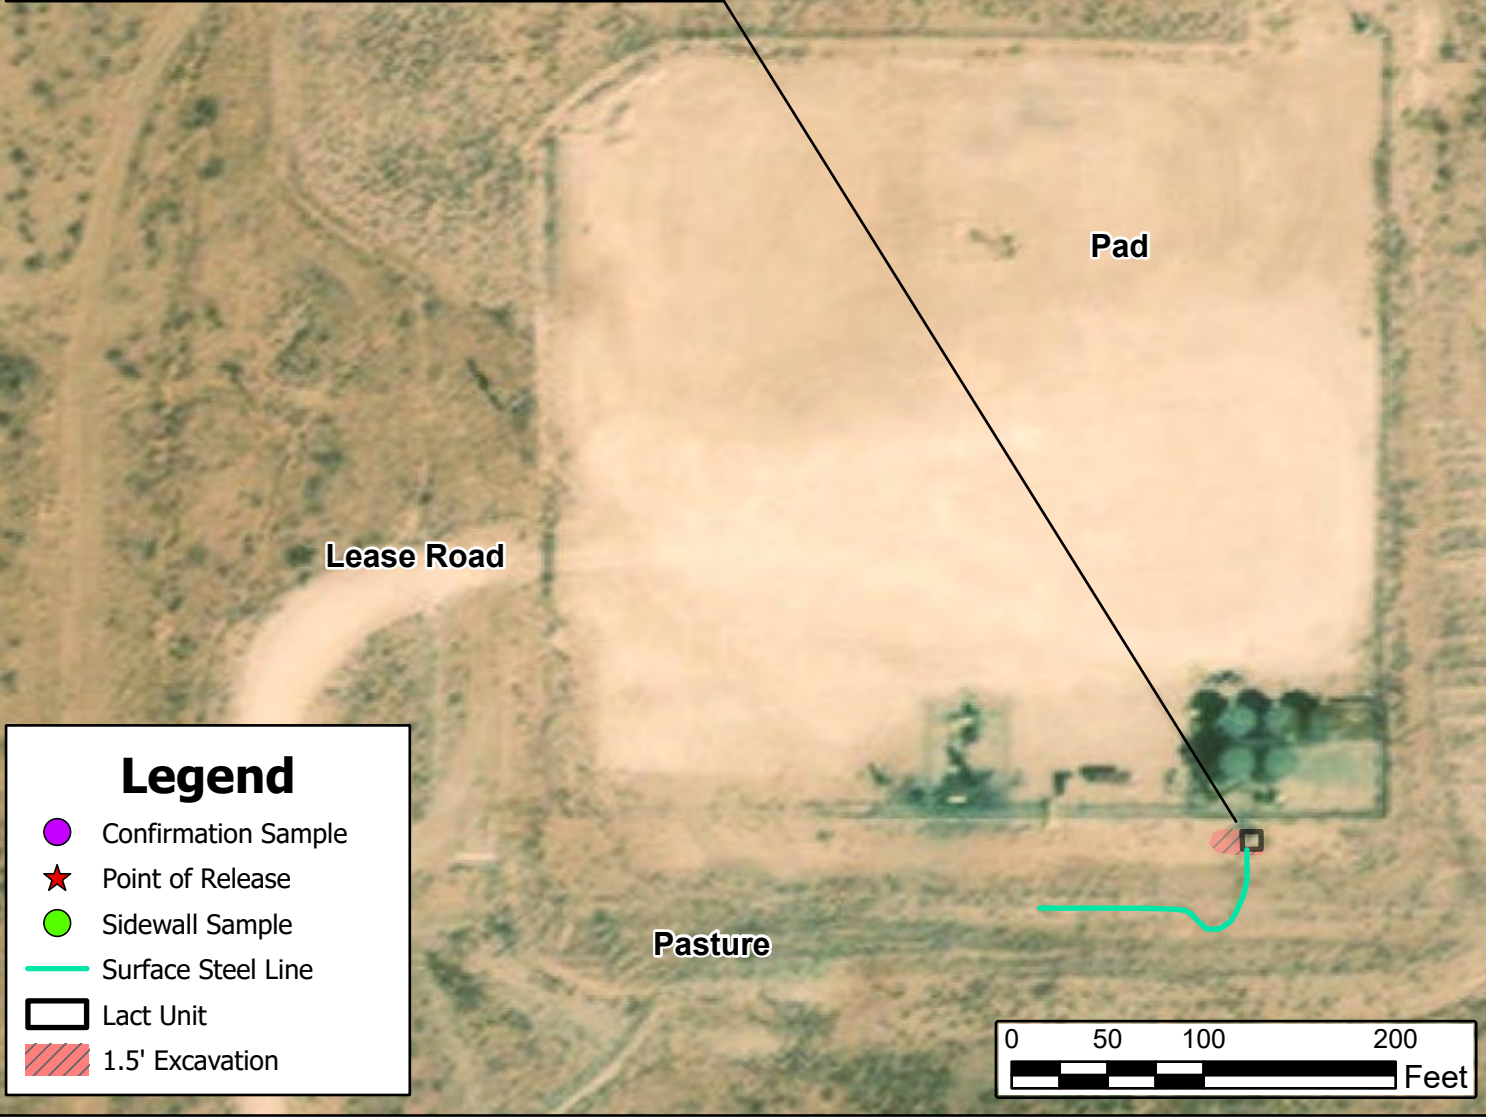 Pad
Lease Road
Pasture
Legend
Confirmation Sample
Point of Release
Sidewall Sample
Surface Steel Line
Lact Unit
1.5' Excavation
0 50 100 200
Feet